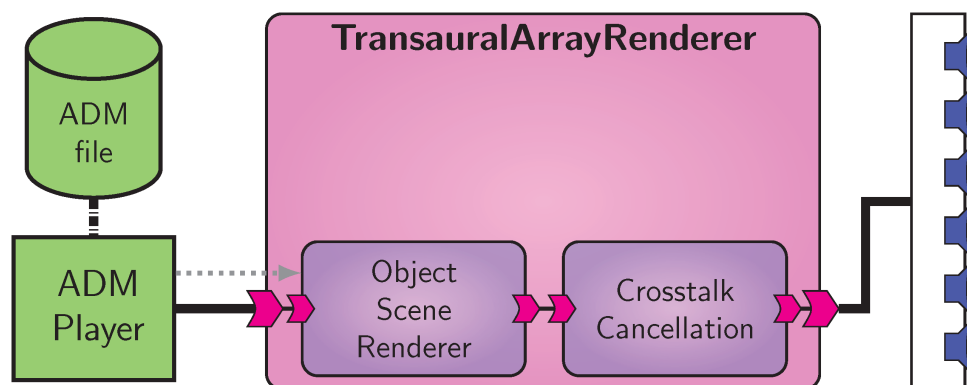 TransauralArrayRenderer
ADM
file
ADM
Player
Object
Scene
Renderer
Crosstalk
Cancellation